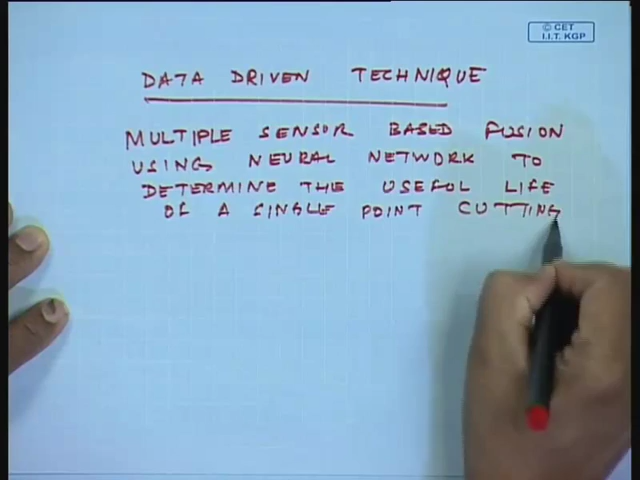 © CET
I.I.T. KGP
DATA DRIVEN TECHNIQUE
MULTIPLE SENSOR BASED FUSION
USING NEURAL NETWORK TO
DETERMINE THE USEFUL LIFE
OF A SINGLE POINT CUTTING